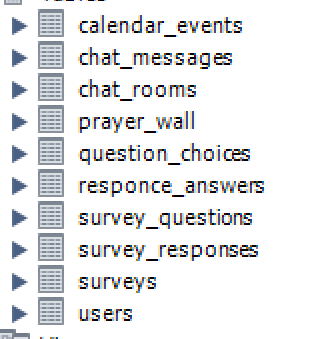 calendar_events
chat_messages
chat_rooms
prayer_wall
question_choices
responce_answers
survey_questions
survey_responses
surveys
users